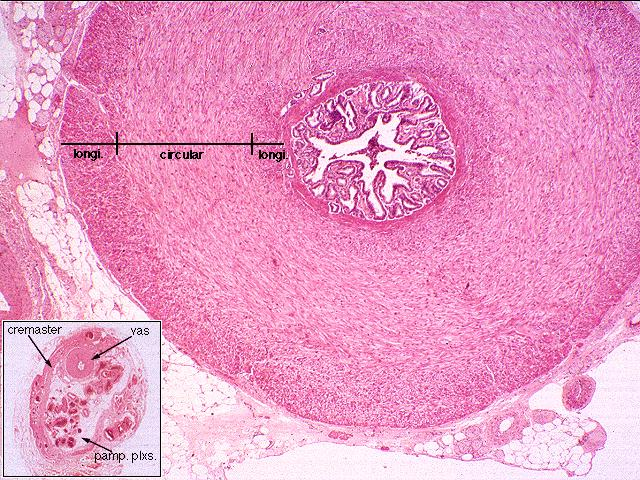 longi. circular longi.
cremaster vas
pamp. plxs.